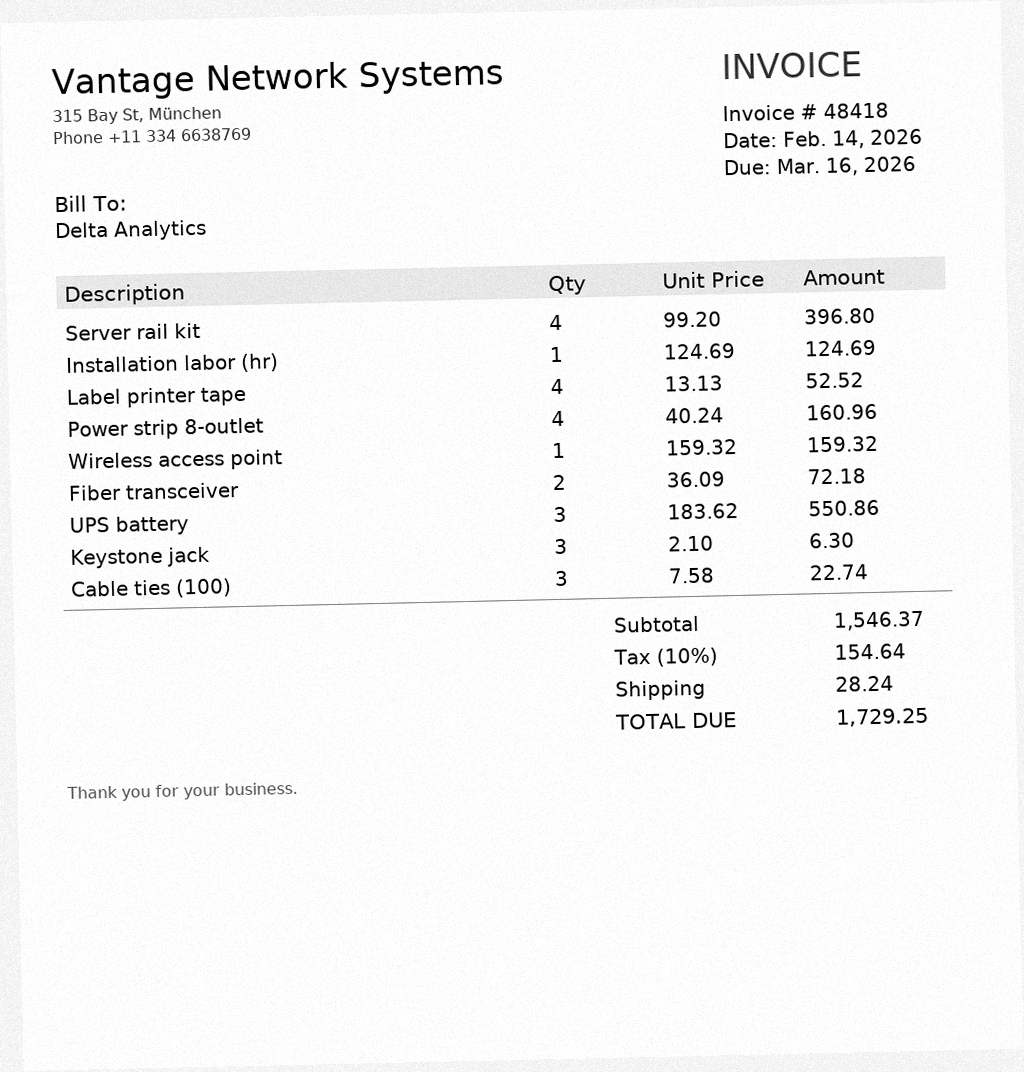 Vantage Network Systems
315 Bay St, München
Phone +11 334 6638769
INVOICE
Invoice # 48418
Date: Feb. 14, 2026
Due: Mar. 16, 2026
Bill To:
Delta Analytics
Description Qty Unit Price Amount
Server rail kit 4 99.20 396.80
Installation labor (hr) 1 124.69 124.69
Label printer tape 4 13.13 52.52
Power strip 8-outlet 4 40.24 160.96
Wireless access point 1 159.32 159.32
Fiber transceiver 2 36.09 72.18
UPS battery 3 183.62 550.86
Keystone jack 3 2.10 6.30
Cable ties (100) 3 7.58 22.74
Subtotal 1,546.37
Tax (10%) 154.64
Shipping 28.24
TOTAL DUE 1,729.25
Thank you for your business.